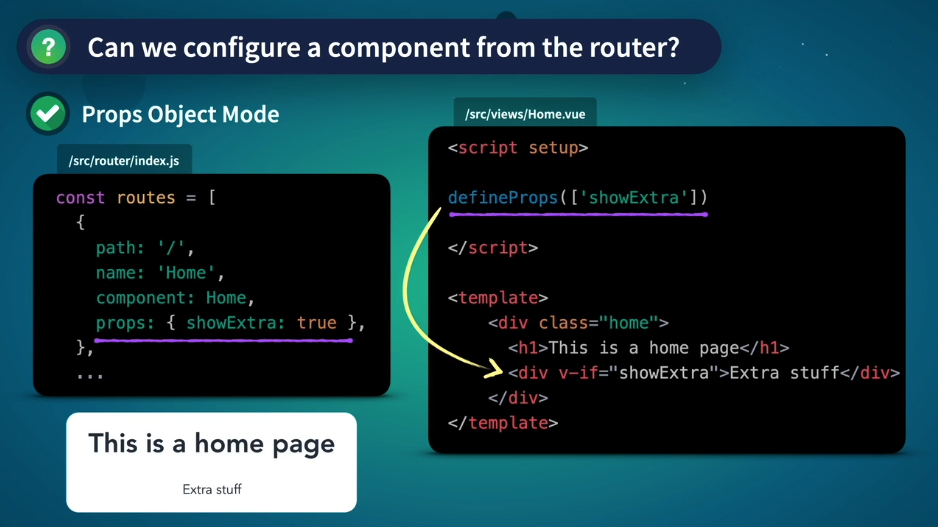 ? Can we configure a component from the router?
Props Object Mode
/src/router/index.js
const routes = [
  {
    path: '/',
    name: 'Home',
    component: Home,
    props: { showExtra: true },
  },
  ...
This is a home page
Extra stuff
/src/views/Home.vue
<script setup>
defineProps(['showExtra'])
</script>
<template>
    <div class="home">
      <h1>This is a home page</h1>
      <div v-if="showExtra">Extra stuff</div>
    </div>
</template>